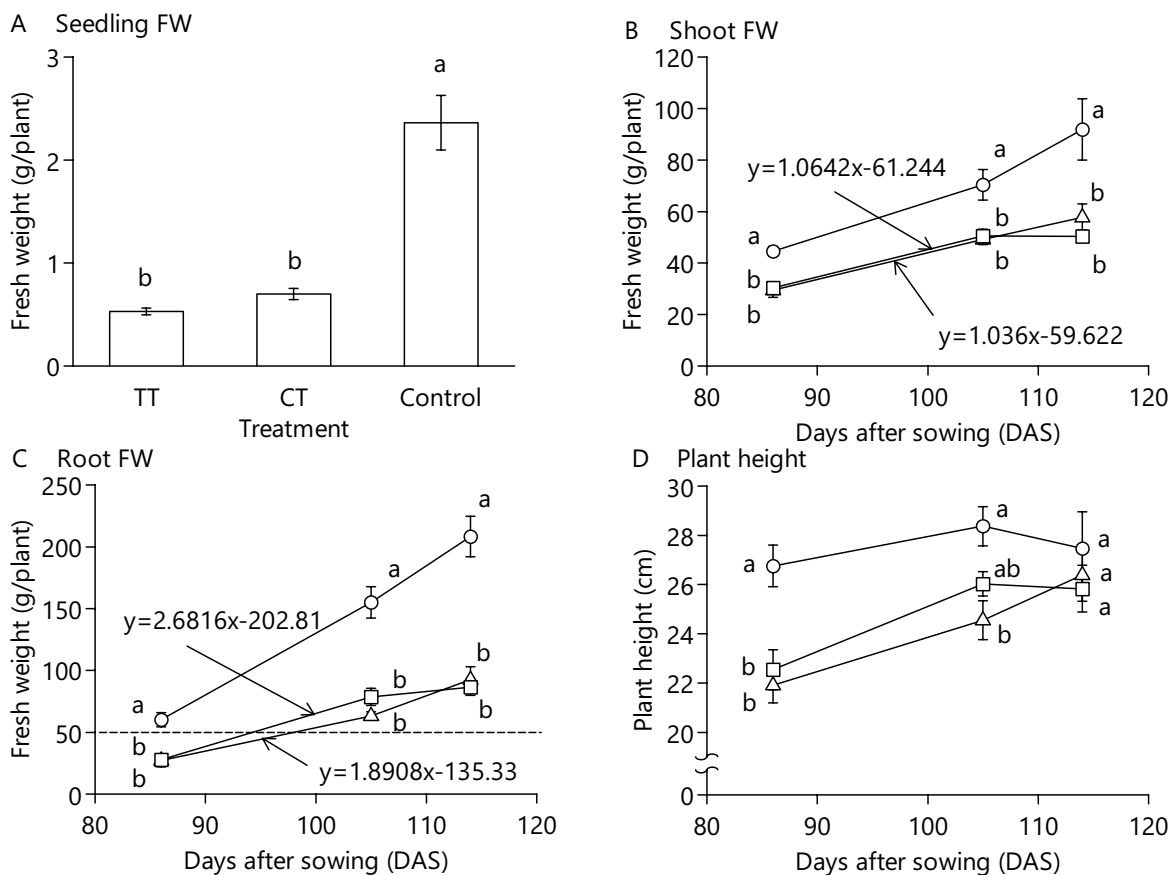 A Seedling FW
Fresh weight (g/plant)
3
2
1
0
b
b
a
TT
CT
Control
Treatment
B Shoot FW
Fresh weight (g/plant)
120
100
80
60
40
20
0
a
a
a
b
b
b
b
b
b
y=1.0642x-61.244
y=1.036x-59.622
80
90
100
110
120
Days after sowing (DAS)
C Root FW
Fresh weight (g/plant)
250
200
150
100
50
0
a
a
a
b
b
b
b
b
b
y=2.6816x-202.81
y=1.8908x-135.33
80
90
100
110
120
Days after sowing (DAS)
D Plant height
Plant height (cm)
30
28
26
24
22
20
0
a
a
a
ab
a
a
b
b
b
80
90
100
110
120
Days after sowing (DAS)